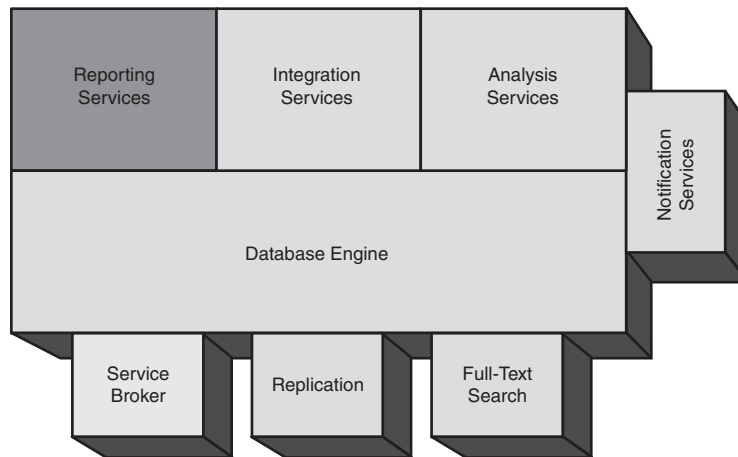 Reporting
Services
Integration
Services
Analysis
Services
Notification
Services
Database Engine
Service
Broker
Replication
Full-Text
Search